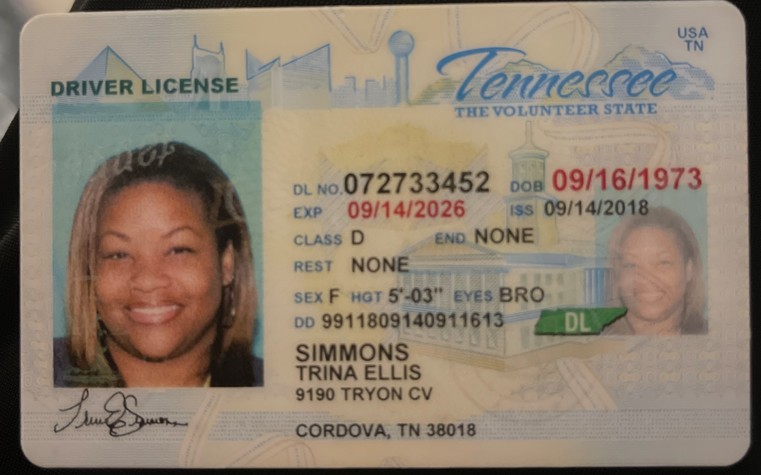 USA
TN
DRIVER LICENSE
Tennessee
THE VOLUNTEER STATE
DL NO. 072733452 DOB 09/16/1973
EXP 09/14/2026 ISS 09/14/2018
CLASS D END NONE
REST NONE
SEX F HGT 5'-03" EYES BRO
DD 9911809140911613
DL
SIMMONS
TRINA ELLIS
9190 TRYON CV
CORDOVA, TN 38018